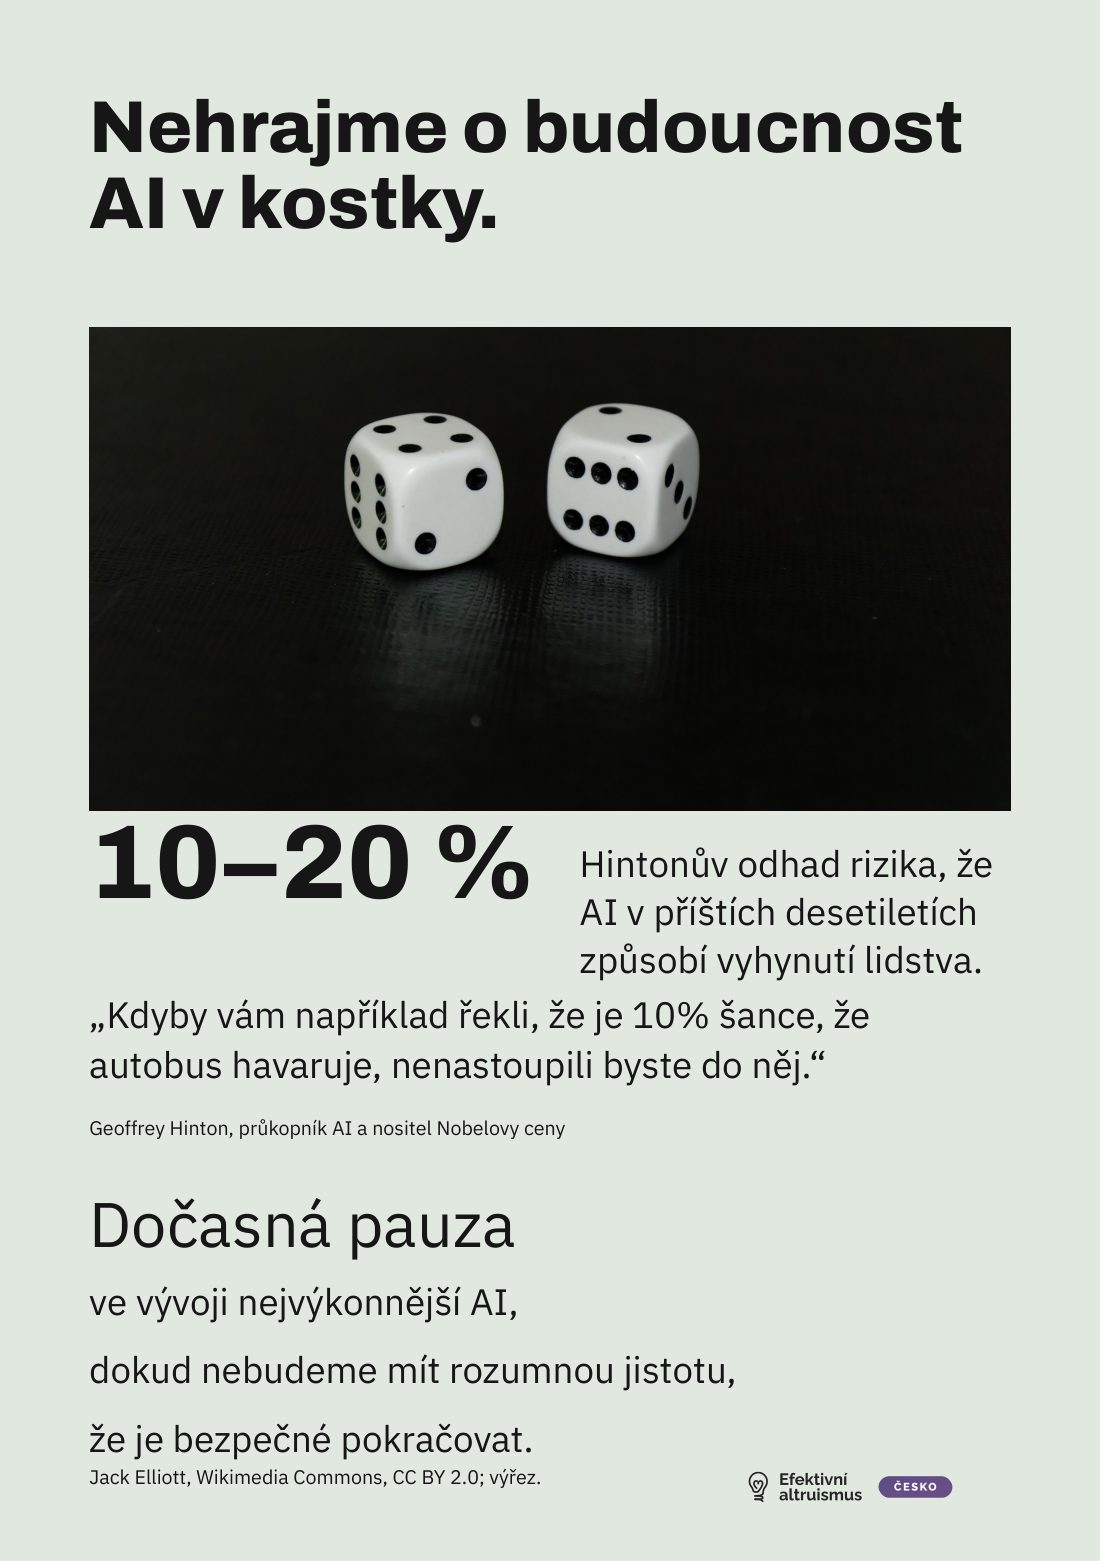 Nehrajme o budoucnost
AI v kostky.
10–20 %
Hintonův odhad rizika, že
AI v příštích desetiletích
způsobí vyhynutí lidstva.
„Kdyby vám například řekli, že je 10% šance, že
autobus havaruje, nenastoupili byste do něj.“
Geoffrey Hinton, průkopník AI a nositel Nobelovy ceny
Dočasná pauza
ve vývoji nejvýkonnější AI,
dokud nebudeme mít rozumnou jistotu,
že je bezpečné pokračovat.
Jack Elliott, Wikimedia Commons, CC BY 2.0; výřez.
Efektivní
altruismus
ČESKO